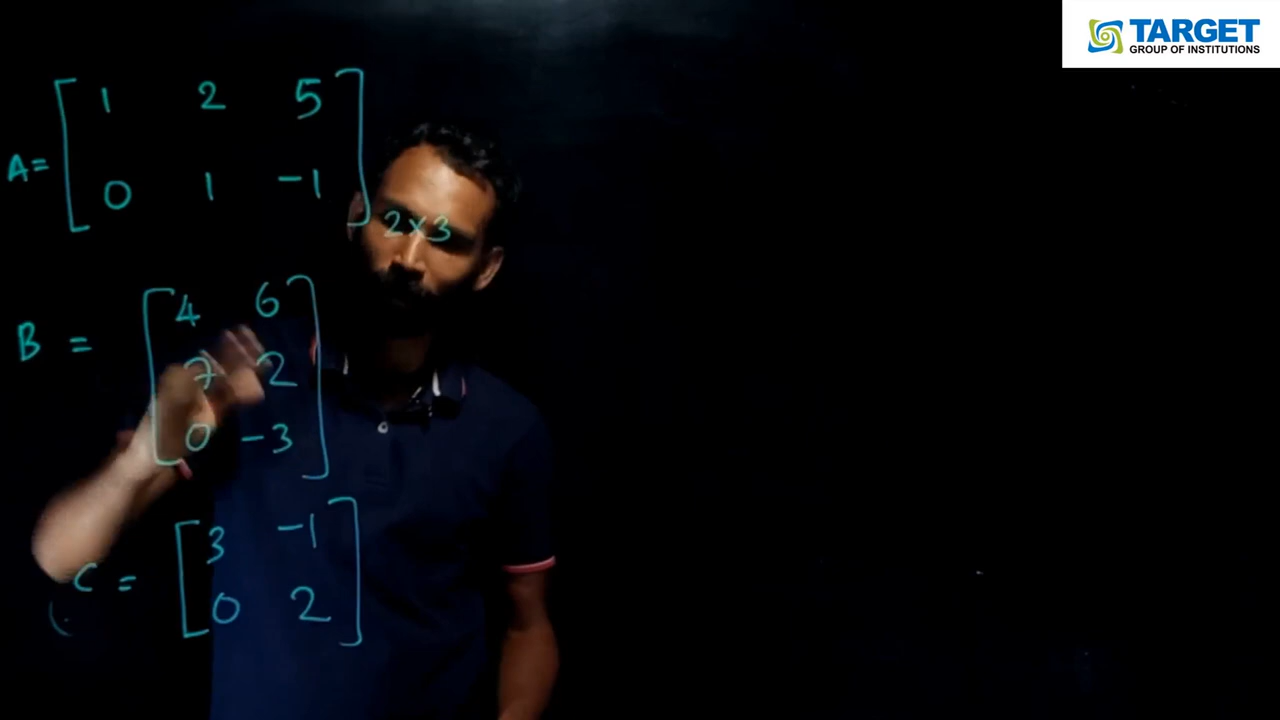 TARGET
GROUP OF INSTITUTIONS
1 2 5
A=
0 1 -1
2×3
4 6
B =
7 2
0 -3
3 -1
C =
0 2